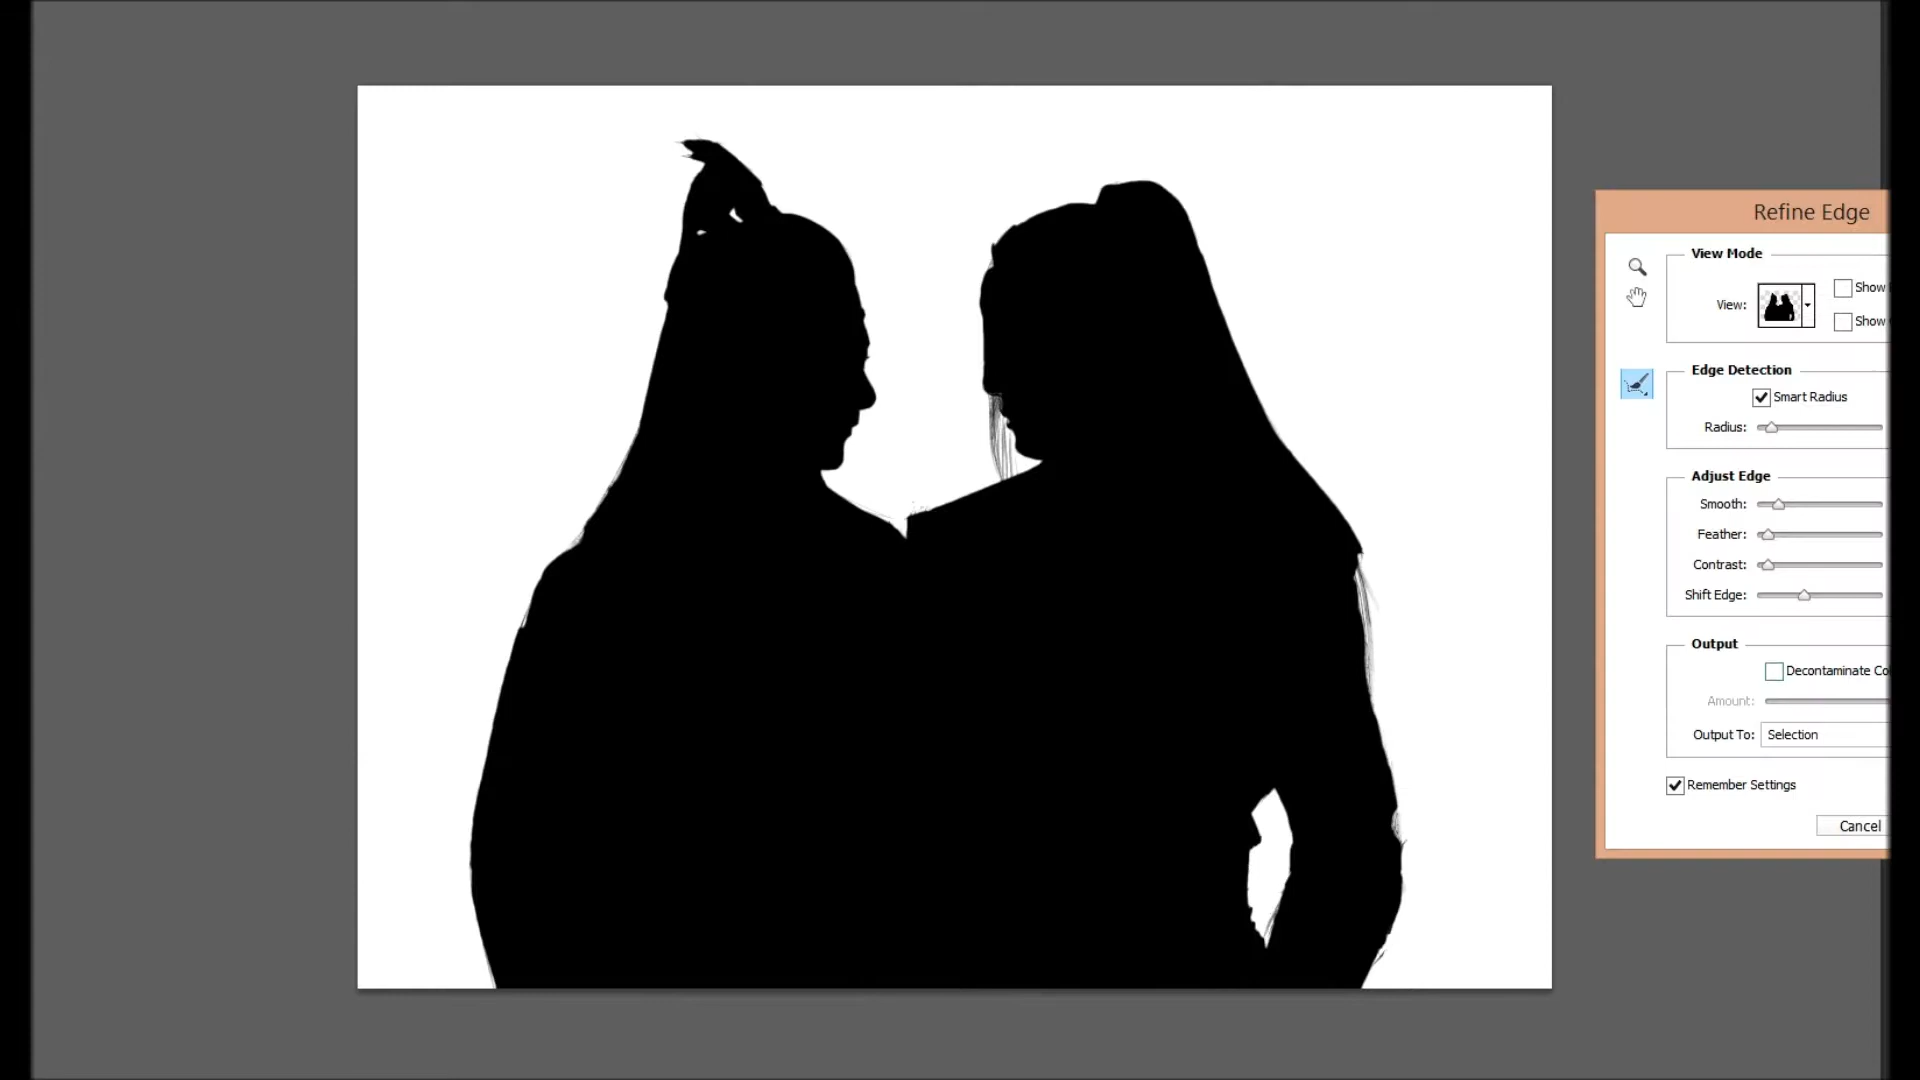 Refine Edge
View Mode
View:
Show
Show
Edge Detection
Smart Radius
Radius:
Adjust Edge
Smooth:
Feather:
Contrast:
Shift Edge:
Output
Decontaminate Co
Amount:
Output To: Selection
Remember Settings
Cancel